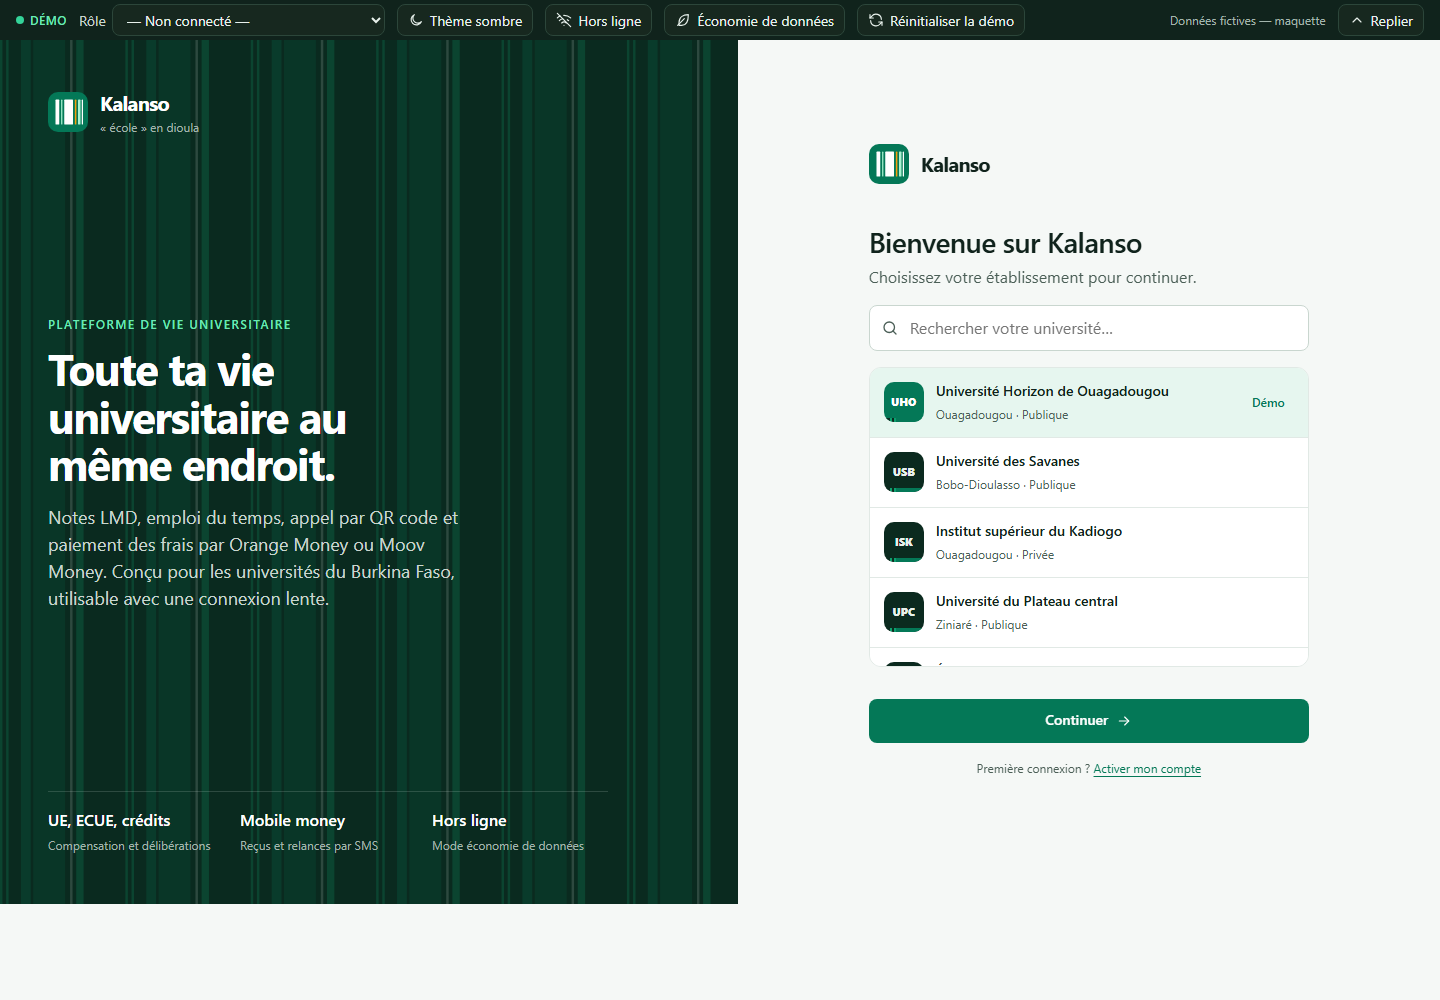 DÉMO Rôle — Non connecté — Thème sombre Hors ligne Économie de données Réinitialiser la démo Données fictives — maquette Replier
Kalanso
« école » en dioula
PLATEFORME DE VIE UNIVERSITAIRE
Toute ta vie
universitaire au
même endroit.
Notes LMD, emploi du temps, appel par QR code et
paiement des frais par Orange Money ou Moov
Money. Conçu pour les universités du Burkina Faso,
utilisable avec une connexion lente.
UE, ECUE, crédits
Compensation et délibérations
Mobile money
Reçus et relances par SMS
Hors ligne
Mode économie de données
Kalanso
Bienvenue sur Kalanso
Choisissez votre établissement pour continuer.
Rechercher votre université...
UHO Université Horizon de Ouagadougou Démo
Ouagadougou · Publique
USB Université des Savanes
Bobo-Dioulasso · Publique
ISK Institut supérieur du Kadiogo
Ouagadougou · Privée
UPC Université du Plateau central
Ziniaré · Publique
Continuer →
Première connexion ? Activer mon compte